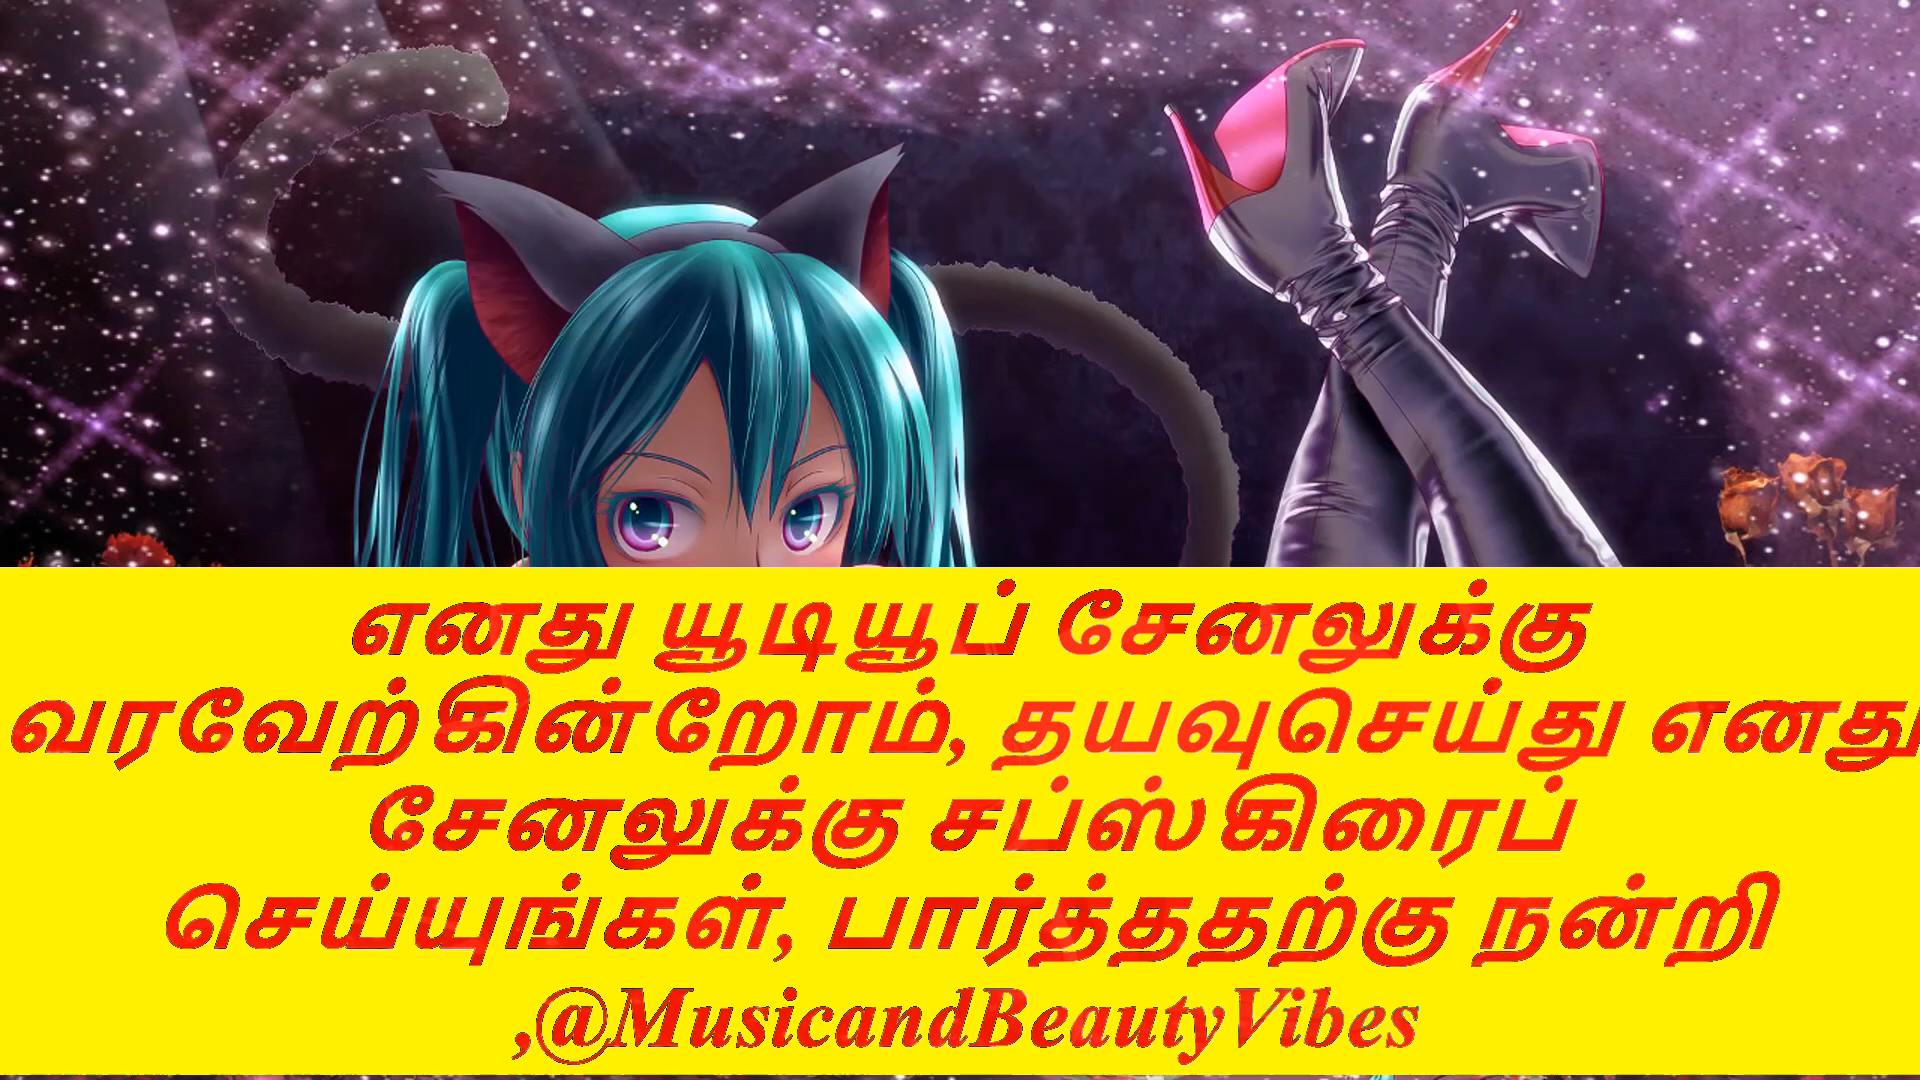 எனது யூடியூப் சேனலுக்கு
வரவேற்கின்றோம், தயவுசெய்து எனது
சேனலுக்கு சப்ஸ்கிரைப்
செய்யுங்கள், பார்த்ததற்கு நன்றி
,@MusicandBeautyVibes